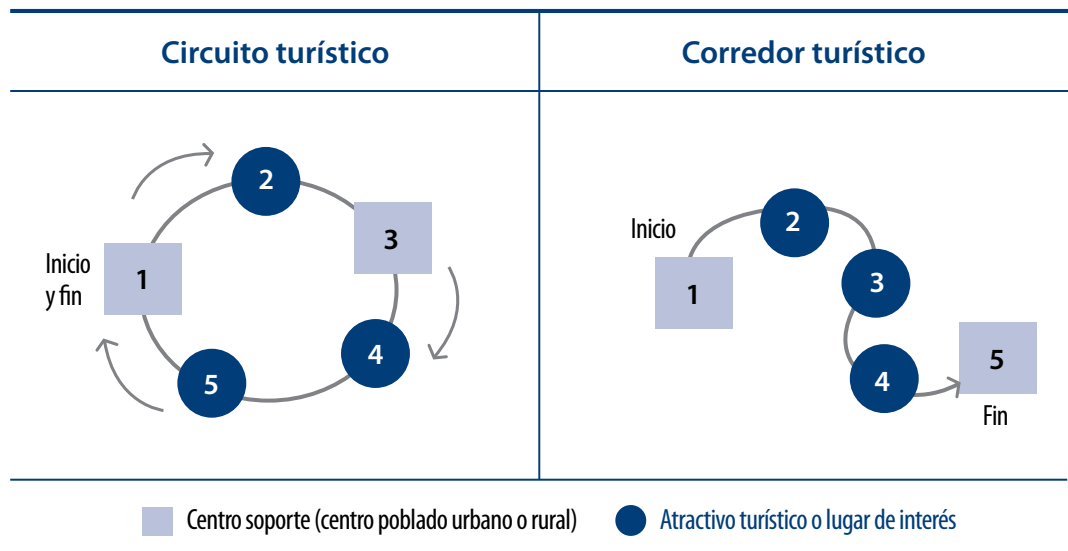 Circuito turístico
Corredor turístico
2
3
1
Inicio
y fin
4
5
Inicio
2
1
3
4
5
Fin
Centro soporte (centro poblado urbano o rural)
Atractivo turístico o lugar de interés